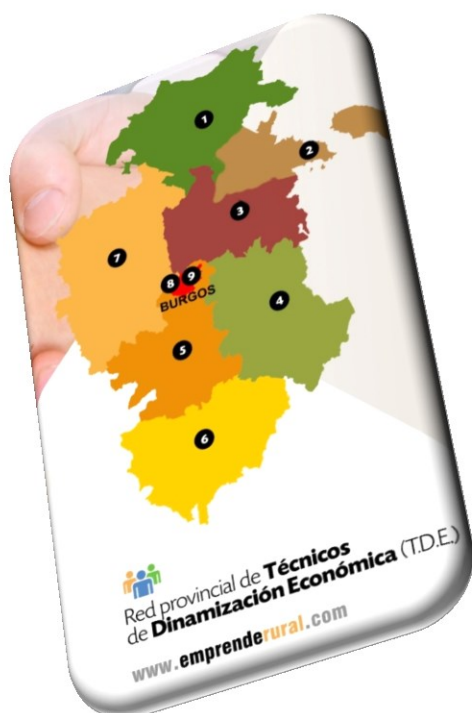 1
2
3
7
8 9
BURGOS
4
5
6
Red provincial de Técnicos
de Dinamización Económica (T.D.E.)
www.emprenderural.com